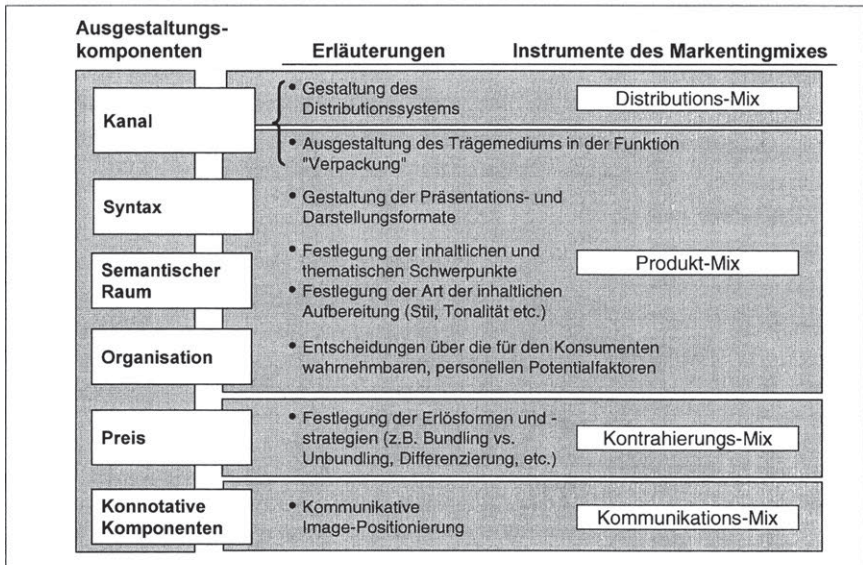 Ausgestaltungs-
komponenten
Erläuterungen
Instrumente des Markentingmixes
Kanal
• Gestaltung des
Distributionssystems
Distributions-Mix
• Ausgestaltung des Trägemediums in der Funktion
"Verpackung"
Syntax
• Gestaltung der Präsentations- und
Darstellungsformate
Semantischer
Raum
• Festlegung der inhaltlichen und
thematischen Schwerpunkte
• Festlegung der Art der inhaltlichen
Aufbereitung (Stil, Tonalität etc.)
Produkt-Mix
Organisation
• Entscheidungen über die für den Konsumenten
wahrnehmbaren, personellen Potentialfaktoren
Preis
• Festlegung der Erlösformen und -
strategien (z.B. Bundling vs.
Unbundling, Differenzierung, etc.)
Kontrahierungs-Mix
Konnotative
Komponenten
• Kommunikative
Image-Positionierung
Kommunikations-Mix